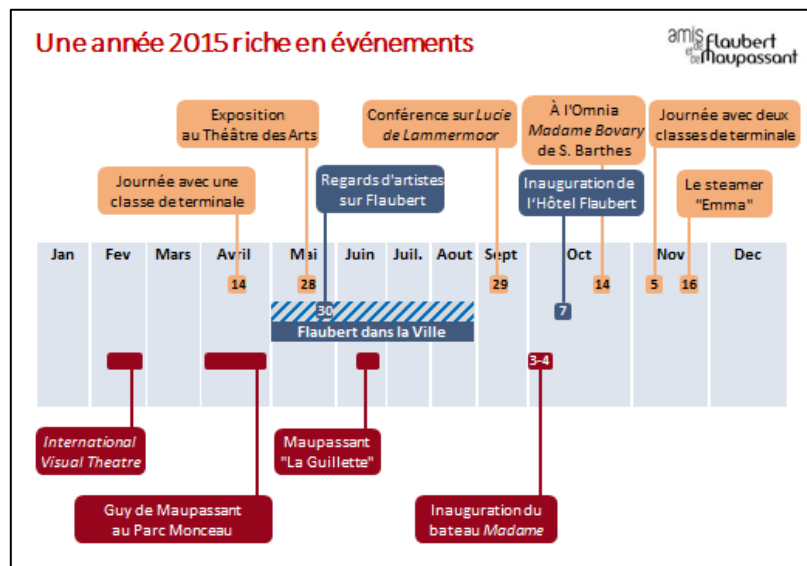 Une année 2015 riche en événements
amis
et de
de
Flaubert
Maupassant
Exposition
au Théâtre des Arts
Conférence sur Lucie
de Lammermoor
À l'Omnia
Madame Bovary
de S. Barthes
Journée avec deux
classes de terminale
Journée avec une
classe de terminale
Regards d'artistes
sur Flaubert
Inauguration de
l'Hôtel Flaubert
Le steamer
"Emma"
Jan Fev Mars Avril Mai Juin Juil. Aout Sept Oct Nov Dec
14 28 29 14 5 16
30 7
Flaubert dans la Ville
3-4
International
Visual Theatre
Maupassant
"La Guillette"
Guy de Maupassant
au Parc Monceau
Inauguration du
bateau Madame